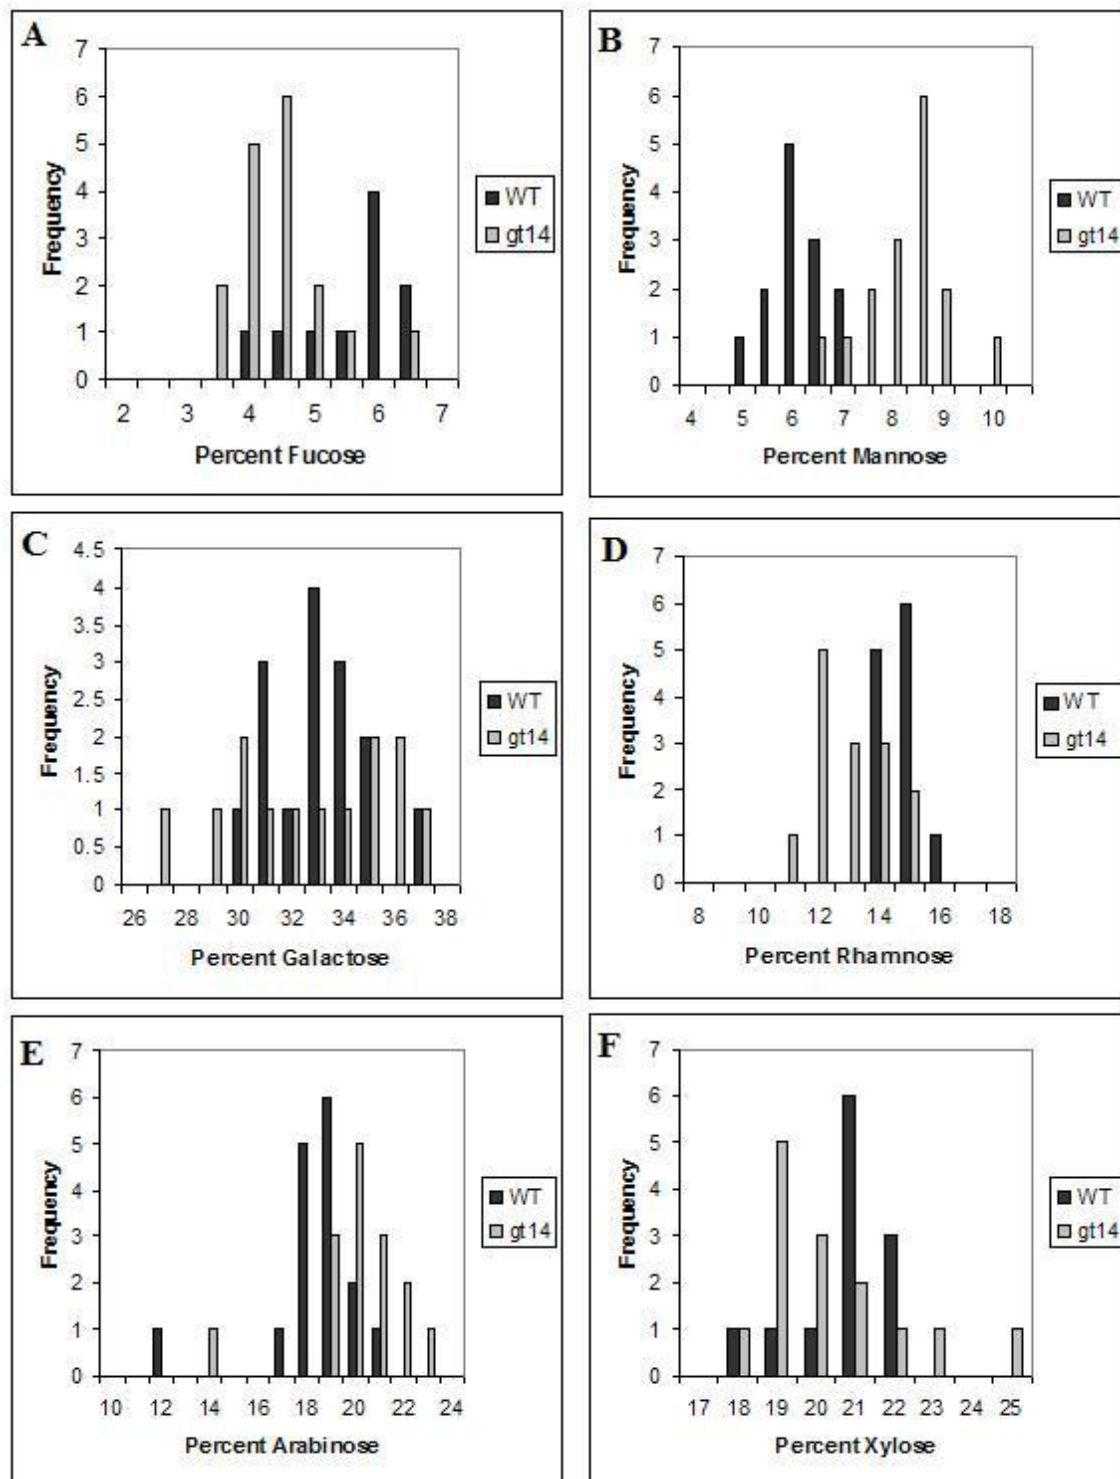 A
7
6
5
4
3
2
1
0
Frequency
WT
gt14
2 3 4 5 6 7
Percent Fucose
B
7
6
5
4
3
2
1
0
Frequency
WT
gt14
4 5 6 7 8 9 10
Percent Mannose
C
4.5
4
3.5
3
2.5
2
1.5
1
0.5
0
Frequency
WT
gt14
26 28 30 32 34 36 38
Percent Galactose
D
7
6
5
4
3
2
1
0
Frequency
WT
gt14
8 10 12 14 16 18
Percent Rhamnose
E
7
6
5
4
3
2
1
0
Frequency
WT
gt14
10 12 14 16 18 20 22 24
Percent Arabinose
F
7
6
5
4
3
2
1
0
Frequency
WT
gt14
17 18 19 20 21 22 23 24 25
Percent Xylose